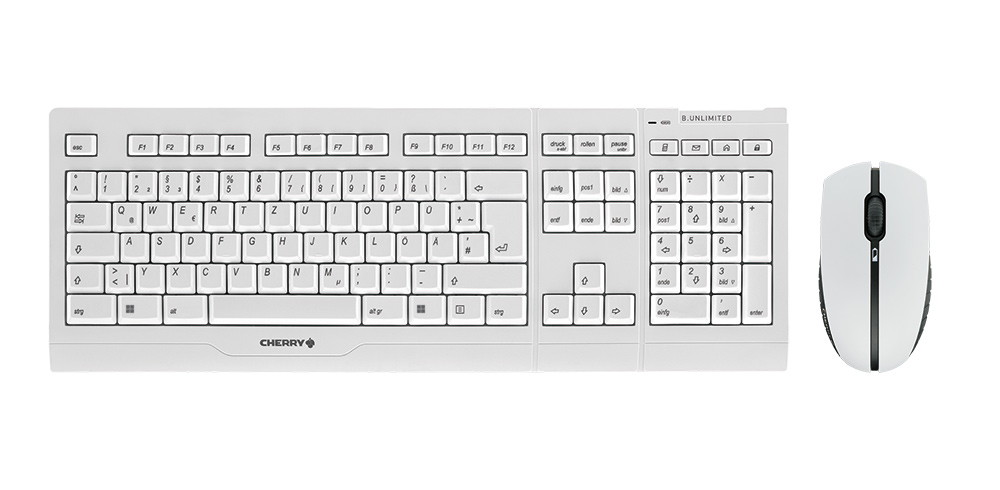 B.UNLIMITED
esc F1 F2 F3 F4 F5 F6 F7 F8 F9 F10 F11 F12 druck rollen pause
untbr
! " § $ % & / ( ) = ? `
^ 1 2 ² 3 ³ 4 5 6 7 { 8 [ 9 ] 0 } ß \ ´ einfg pos1 bild num ÷ X -
Q @ W E € R T Z U I O P Ü * + ~ entf ende bild 7 pos1 8 9 bild +
A S D F G H J K L Ö Ä ' # 4 5 6
> < | Y X C V B N M µ ; , : . _ - 1 ende 2 3 bild
strg alt alt gr strg 0 einfg , entf enter
CHERRY